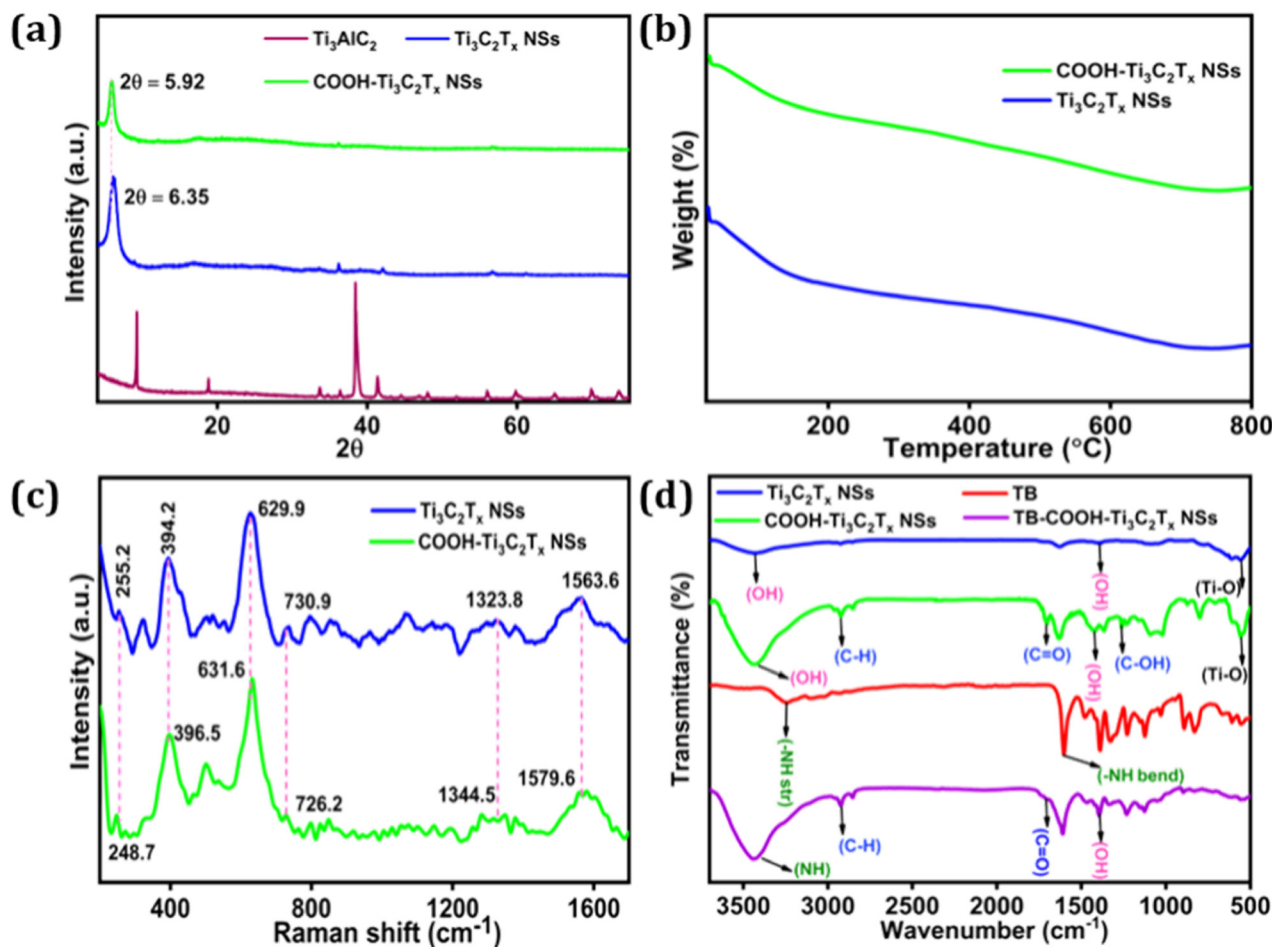 (a)
Ti₃AlC₂ Ti₃C₂Tₓ NSs
COOH-Ti₃C₂Tₓ NSs
2θ = 5.92
2θ = 6.35
Intensity (a.u.)
20 40 60
2θ
(b)
COOH-Ti₃C₂Tₓ NSs
Ti₃C₂Tₓ NSs
Weight (%)
200 400 600 800
Temperature (°C)
(c)
Ti₃C₂Tₓ NSs
COOH-Ti₃C₂Tₓ NSs
255.2
394.2
629.9
730.9
1323.8
1563.6
248.7
396.5
631.6
726.2
1344.5
1579.6
Intensity (a.u.)
400 800 1200 1600
Raman shift (cm⁻¹)
(d)
Ti₃C₂Tₓ NSs TB
COOH-Ti₃C₂Tₓ NSs TB-COOH-Ti₃C₂Tₓ NSs
(OH)
(OH)
(Ti-O)
(OH)
(C-H)
(C=O)
(OH)
(C-OH)
(Ti-O)
(-NH str)
(-NH bend)
(NH)
(C-H)
(C=O)
(OH)
Transmittance (%)
3500 3000 2500 2000 1500 1000 500
Wavenumber (cm⁻¹)